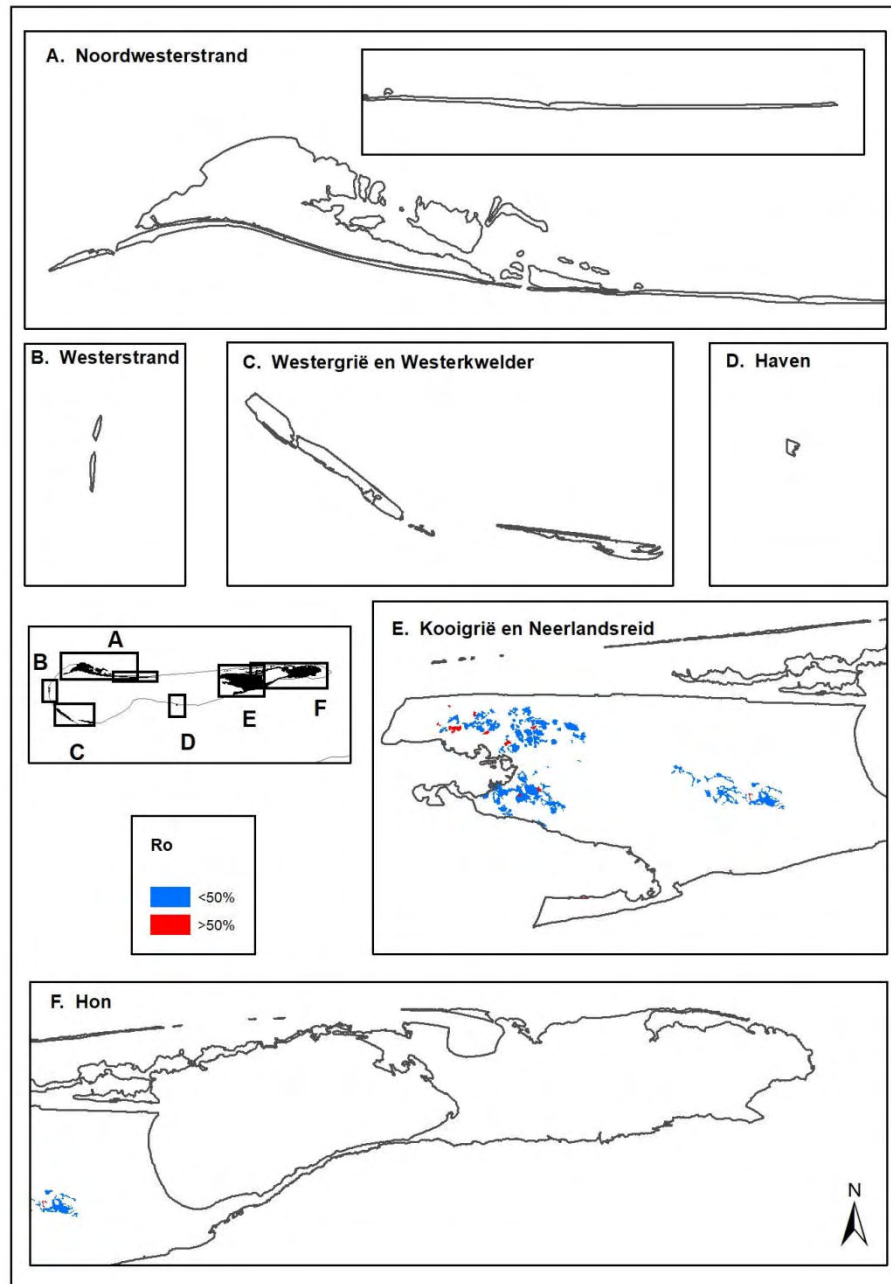 A. Noordwesterstrand
B. Westerstrand
C. Westergrië en Westerkwelder
D. Haven
A
B
C
D
E
F
E. Kooigrië en Neerlandsreid
Ro
<50%
>50%
F. Hon
N